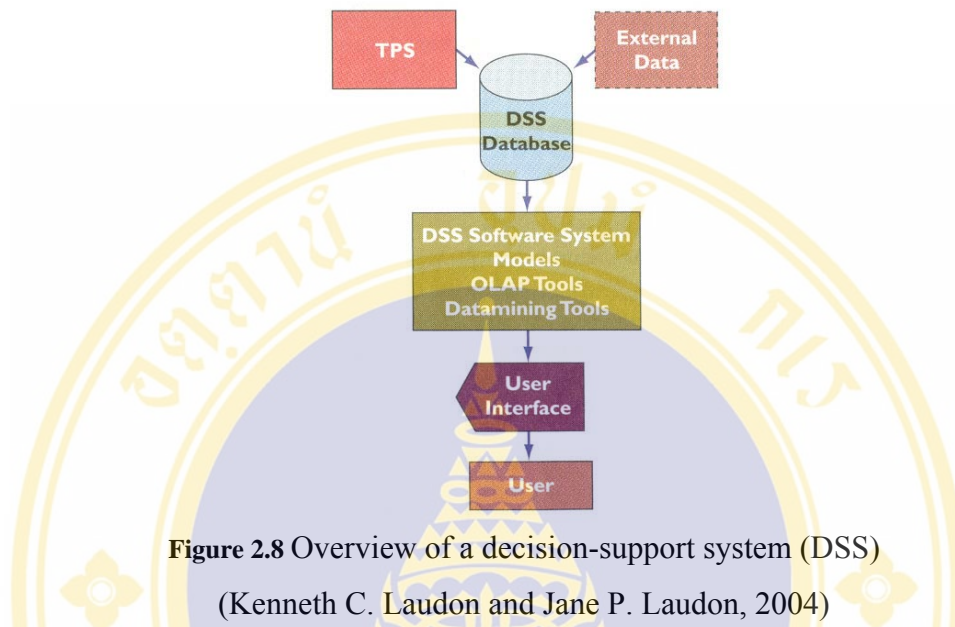 TPS
External
Data
DSS
Database
DSS Software System
Models
OLAP Tools
Datamining Tools
User
Interface
User
Figure 2.8 Overview of a decision-support system (DSS)
(Kenneth C. Laudon and Jane P. Laudon, 2004)